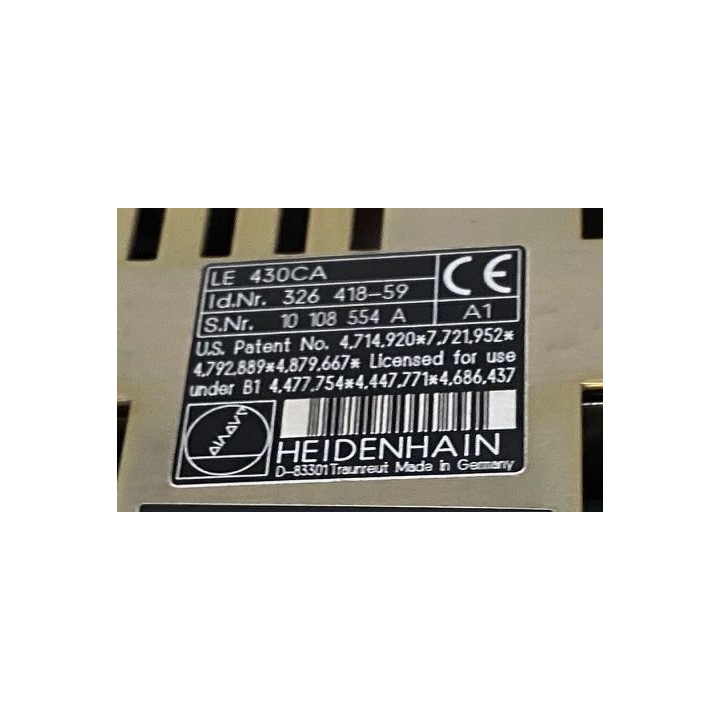 LE 430CA
Id.Nr. 326 418-59
S.Nr. 10 108 554 A
CE
A1
U.S. Patent No. 4,714,920*7,721,952*
4,792,889*4,879,667* Licensed for use
under B1 4,477,754*4,447,771*4,686,437
HEIDENHAIN
D-83301 Traunreut Made in Germany